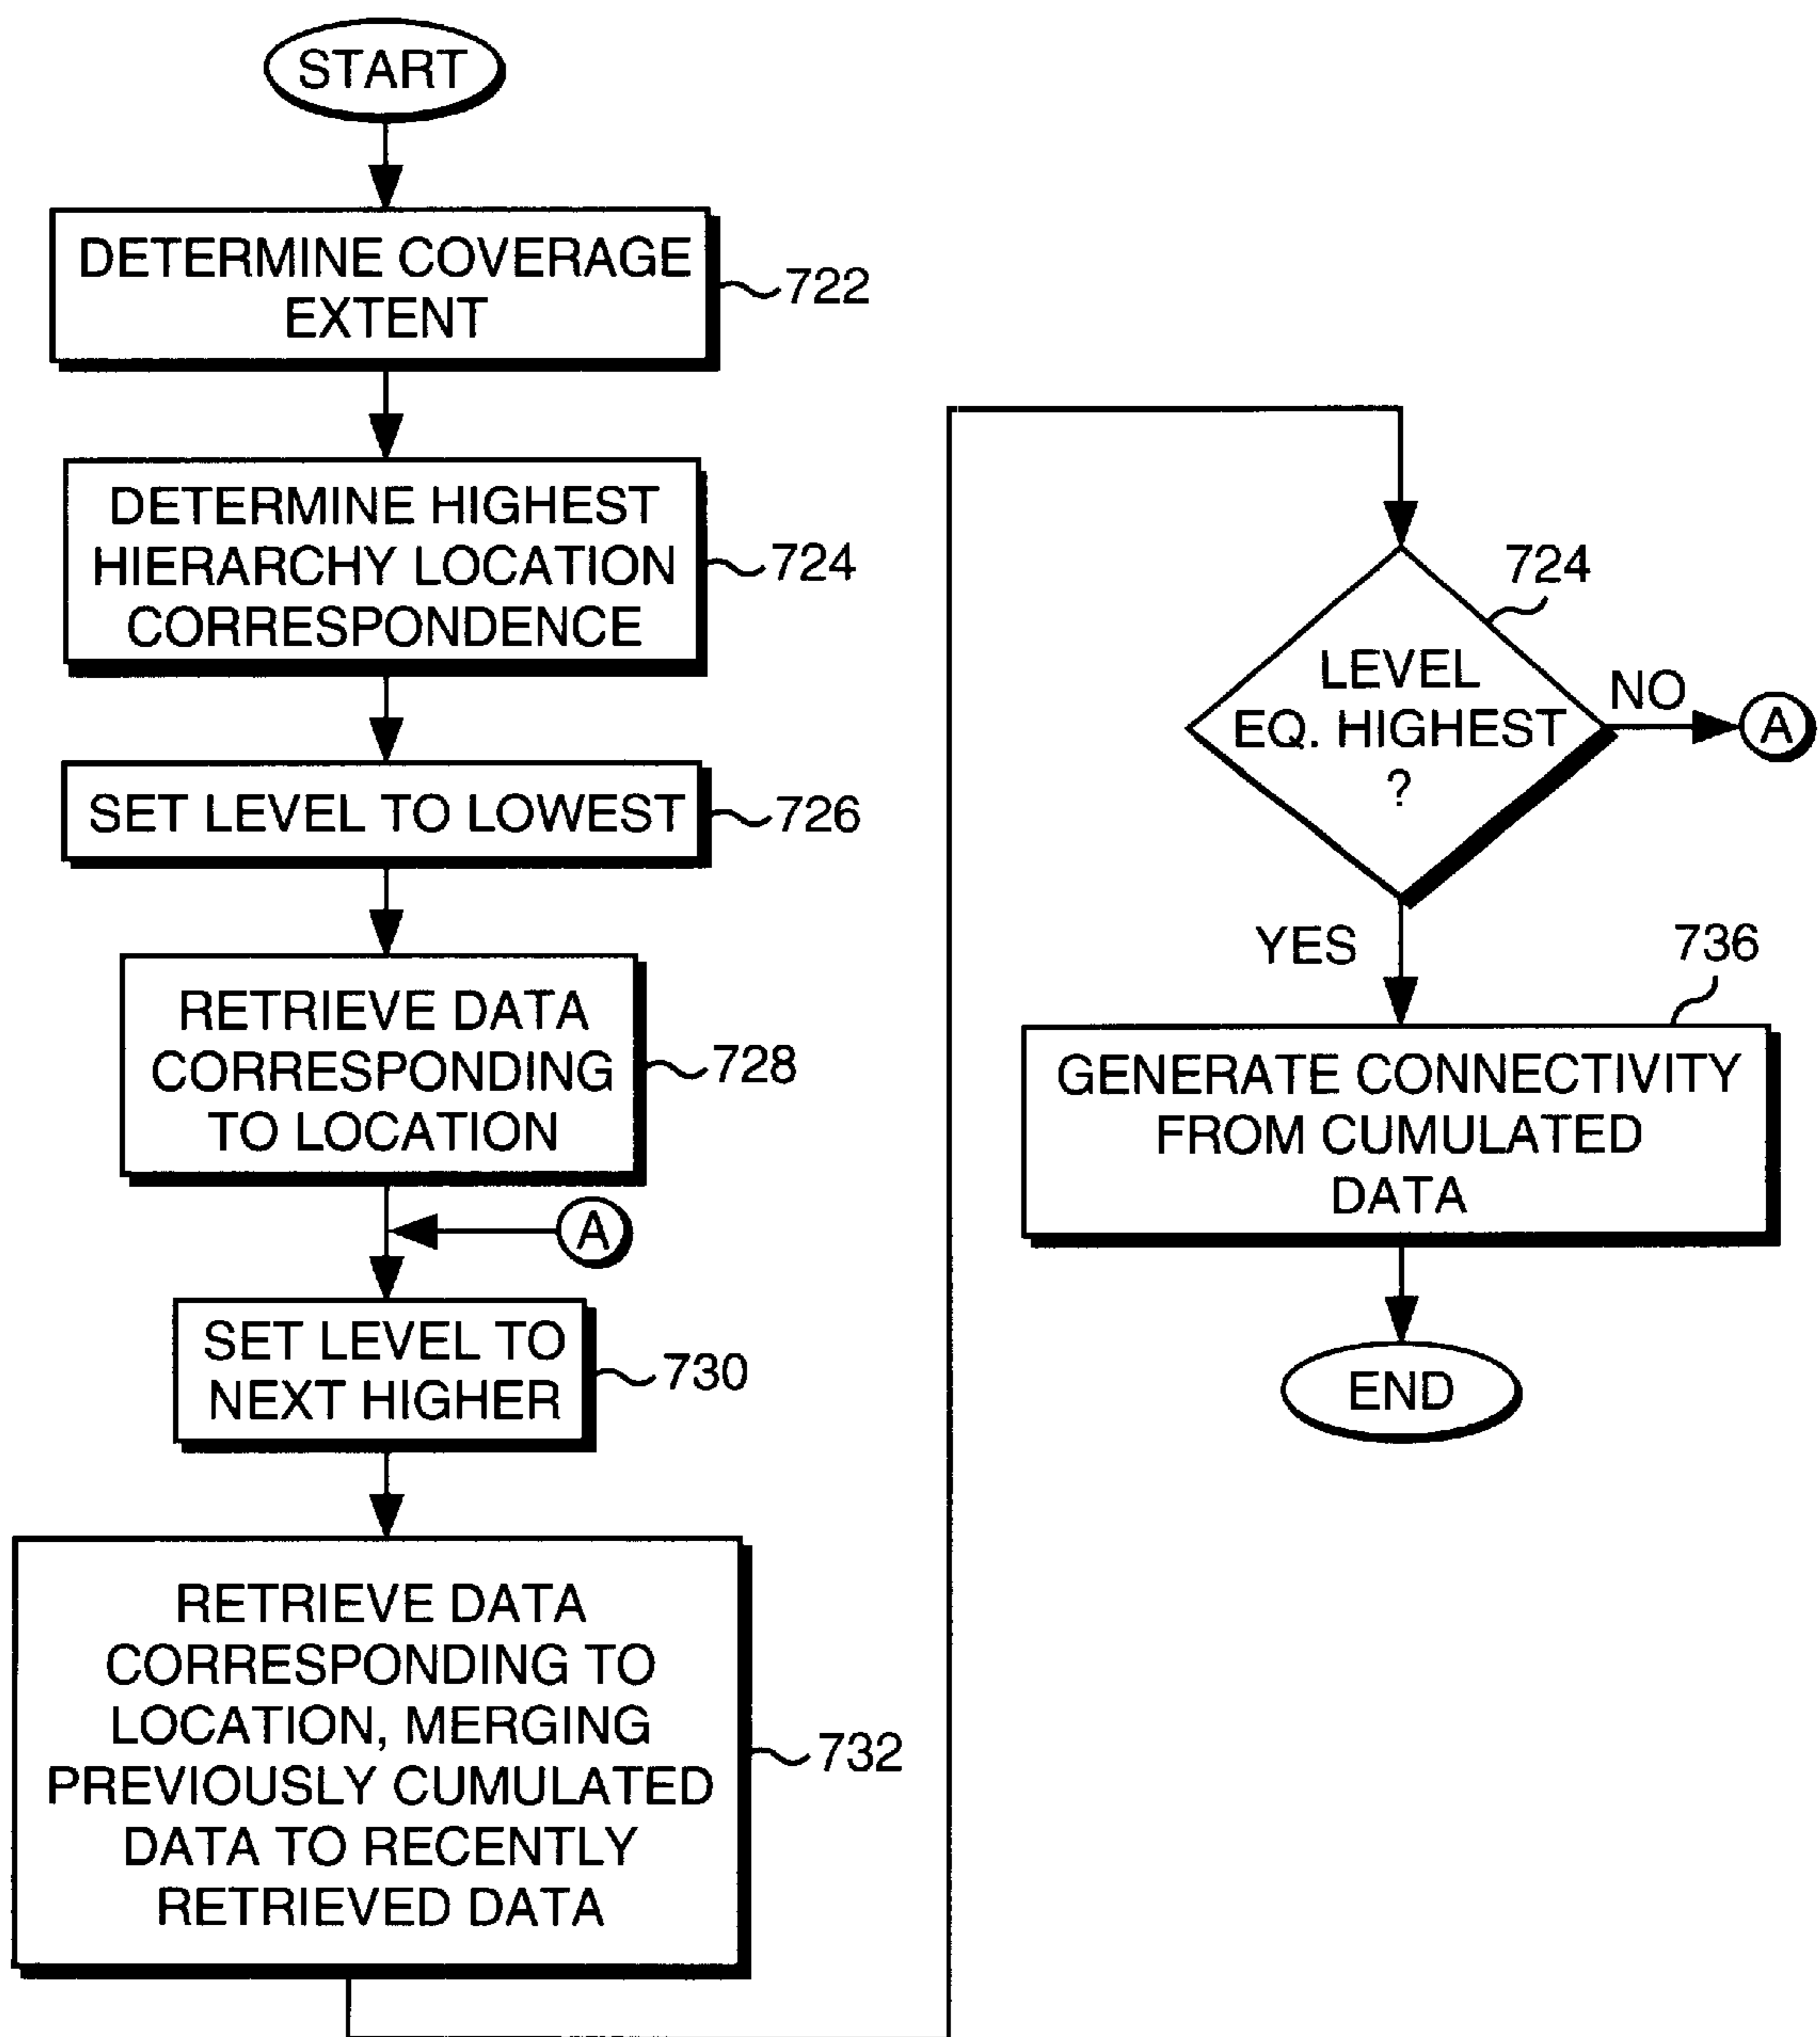 START
DETERMINE COVERAGE
EXTENT
722
DETERMINE HIGHEST
HIERARCHY LOCATION
CORRESPONDENCE
724
SET LEVEL TO LOWEST
726
RETRIEVE DATA
CORRESPONDING
TO LOCATION
728
A
SET LEVEL TO
NEXT HIGHER
730
RETRIEVE DATA
CORRESPONDING TO
LOCATION, MERGING
PREVIOUSLY CUMULATED
DATA TO RECENTLY
RETRIEVED DATA
732
724
LEVEL
EQ. HIGHEST
?
NO
A
YES
736
GENERATE CONNECTIVITY
FROM CUMULATED
DATA
END